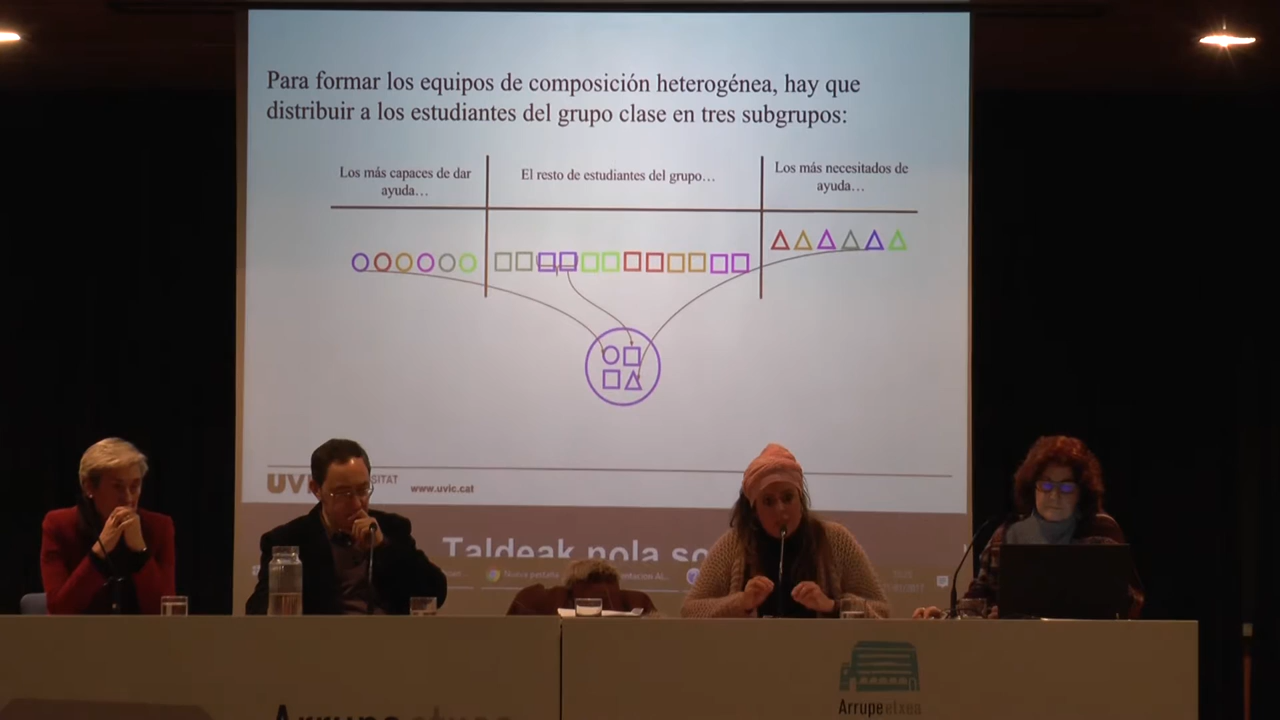 Para formar los equipos de composición heterogénea, hay que
distribuir a los estudiantes del grupo clase en tres subgrupos:
Los más capaces de dar
ayuda…
El resto de estudiantes del grupo…
Los más necesitados de
ayuda…
SITAT
www.uvic.cat
Taldeak nola
Nueva pestaña
Arrupe etxea
Arrupe etxea